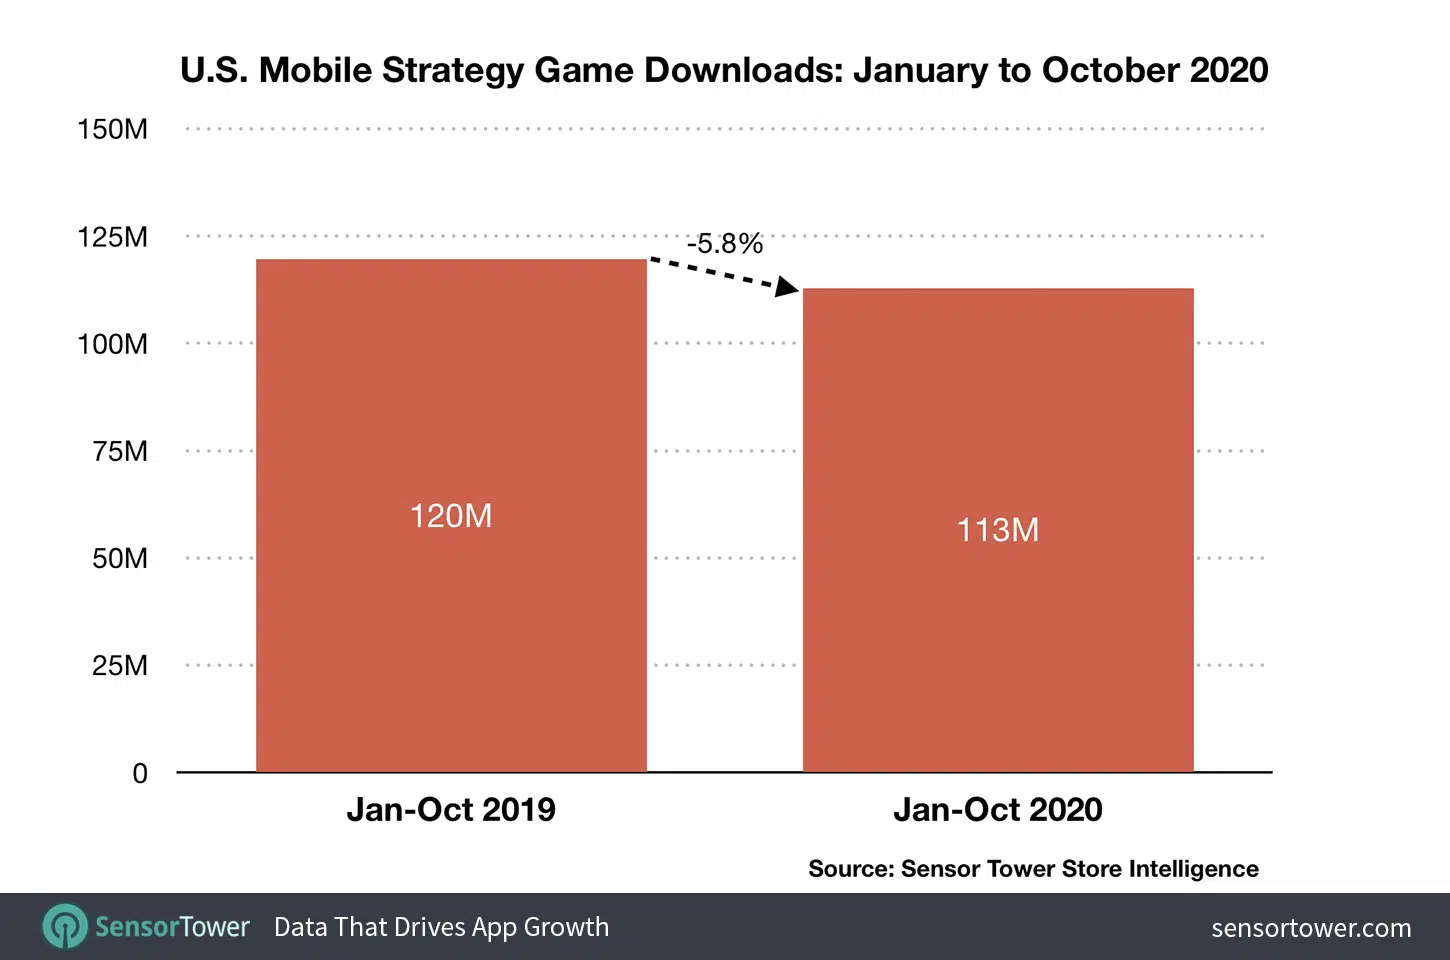 U.S. Mobile Strategy Game Downloads: January to October 2020
150M
125M
-5.8%
100M
75M
120M
113M
50M
25M
0
Jan-Oct 2019
Jan-Oct 2020
Source: Sensor Tower Store Intelligence
SensorTower Data That Drives App Growth
sensortower.com